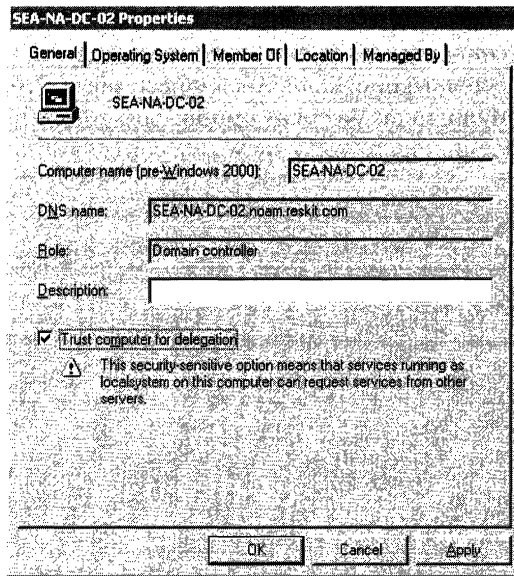 SEA-NA-DC-02 Properties
General Operating System Member Of Location Managed By
SEA-NA-DC-02
Computer name (pre-Windows 2000): SEA-NA-DC-02
DNS name: SEA-NA-DC-02.noam.reskit.com
Role: Domain controller
Description:
Trust computer for delegation
This security-sensitive option means that services running as
localsystem on this computer can request services from other
servers.
OK Cancel Apply